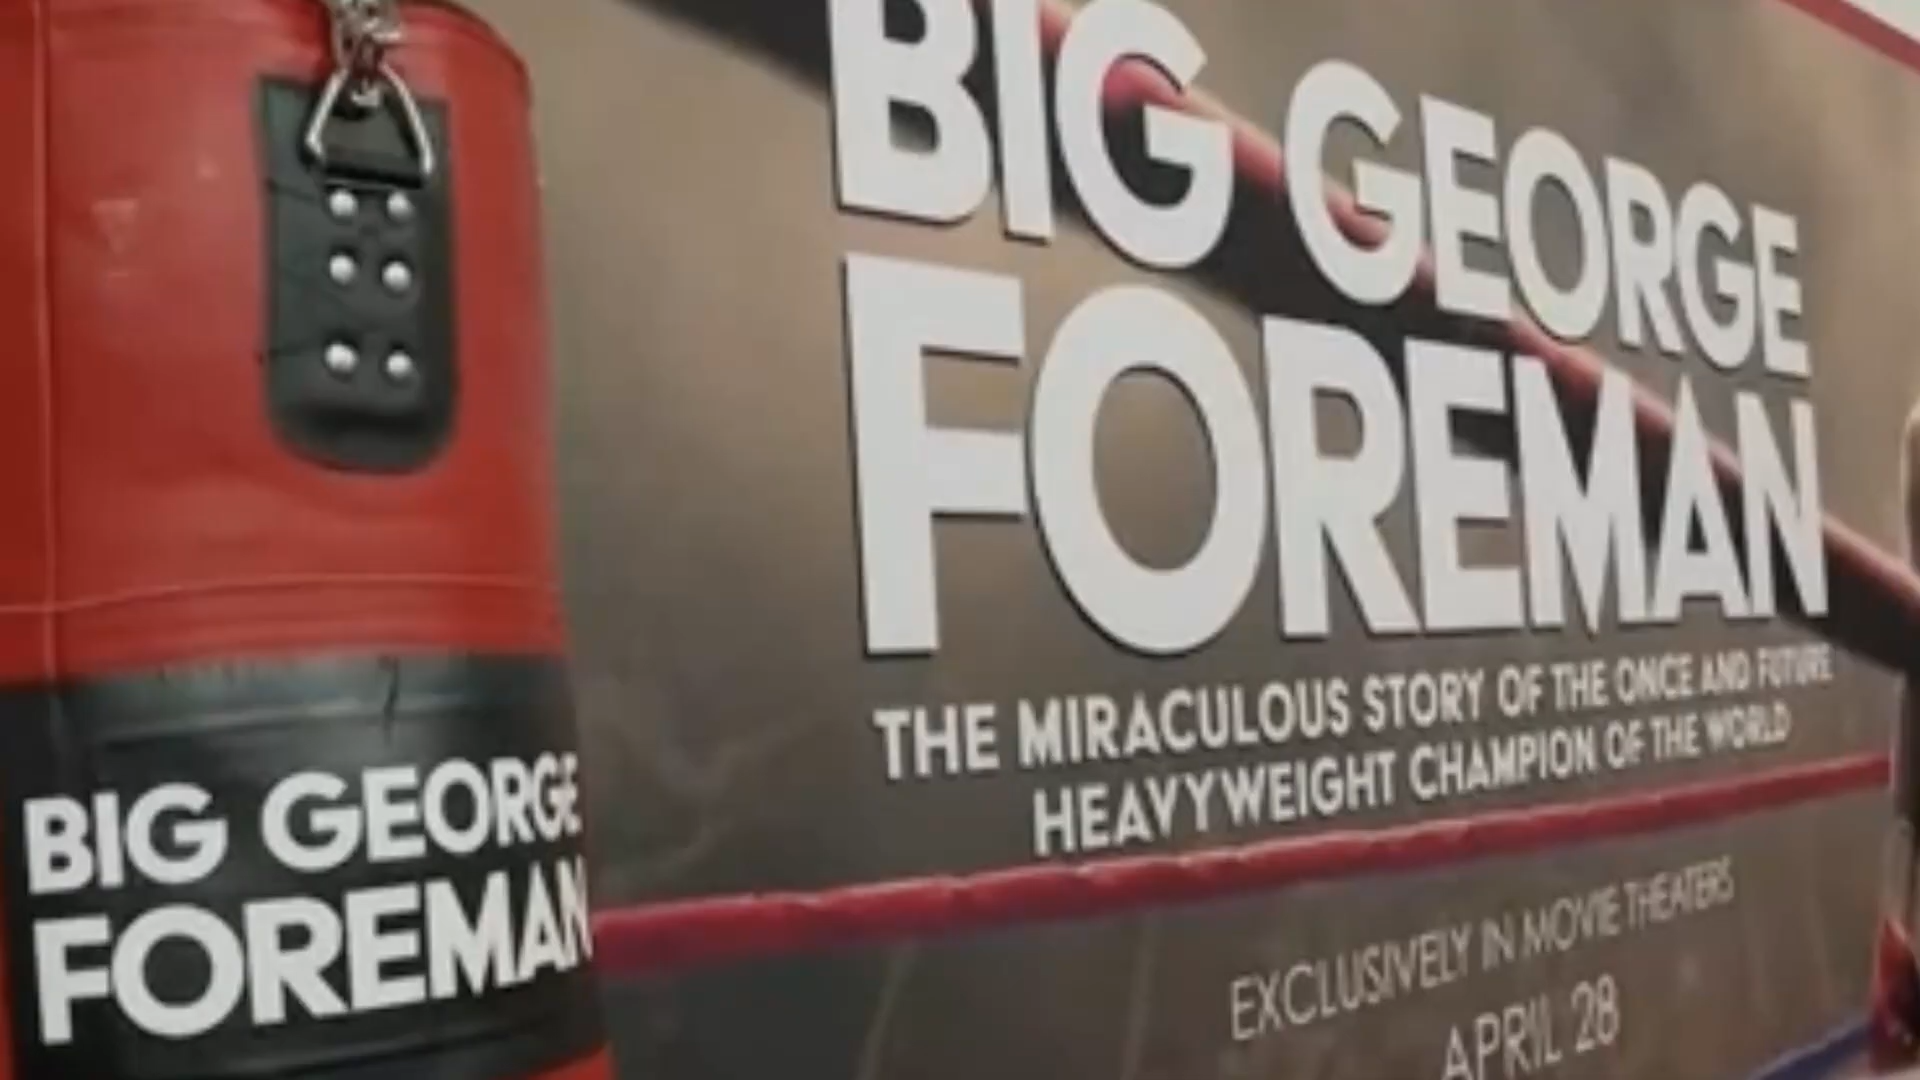 BIG GEORGE
FOREMAN
THE MIRACULOUS STORY OF THE ONCE AND FUTURE
HEAVYWEIGHT CHAMPION OF THE WORLD
EXCLUSIVELY IN MOVIE THEATERS
APRIL 28
BIG GEORGE
FOREMAN